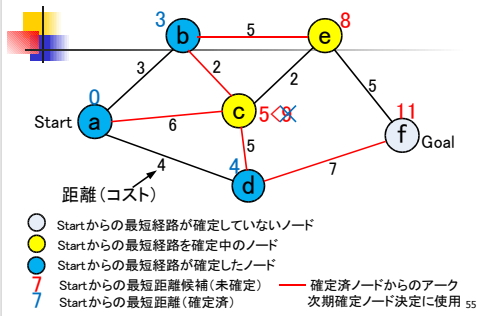 3
b
5
e
8
3
2
2
5
0
Start
a
6
c
5<9
11
f
Goal
5
4
4
d
7
距離(コスト)
Startからの最短経路が確定していないノード
Startからの最短経路を確定中のノード
Startからの最短経路が確定したノード
7 Startからの最短距離候補(未確定)
7 Startからの最短距離(確定済)
確定済ノードからのアーク
次期確定ノード決定に使用
55